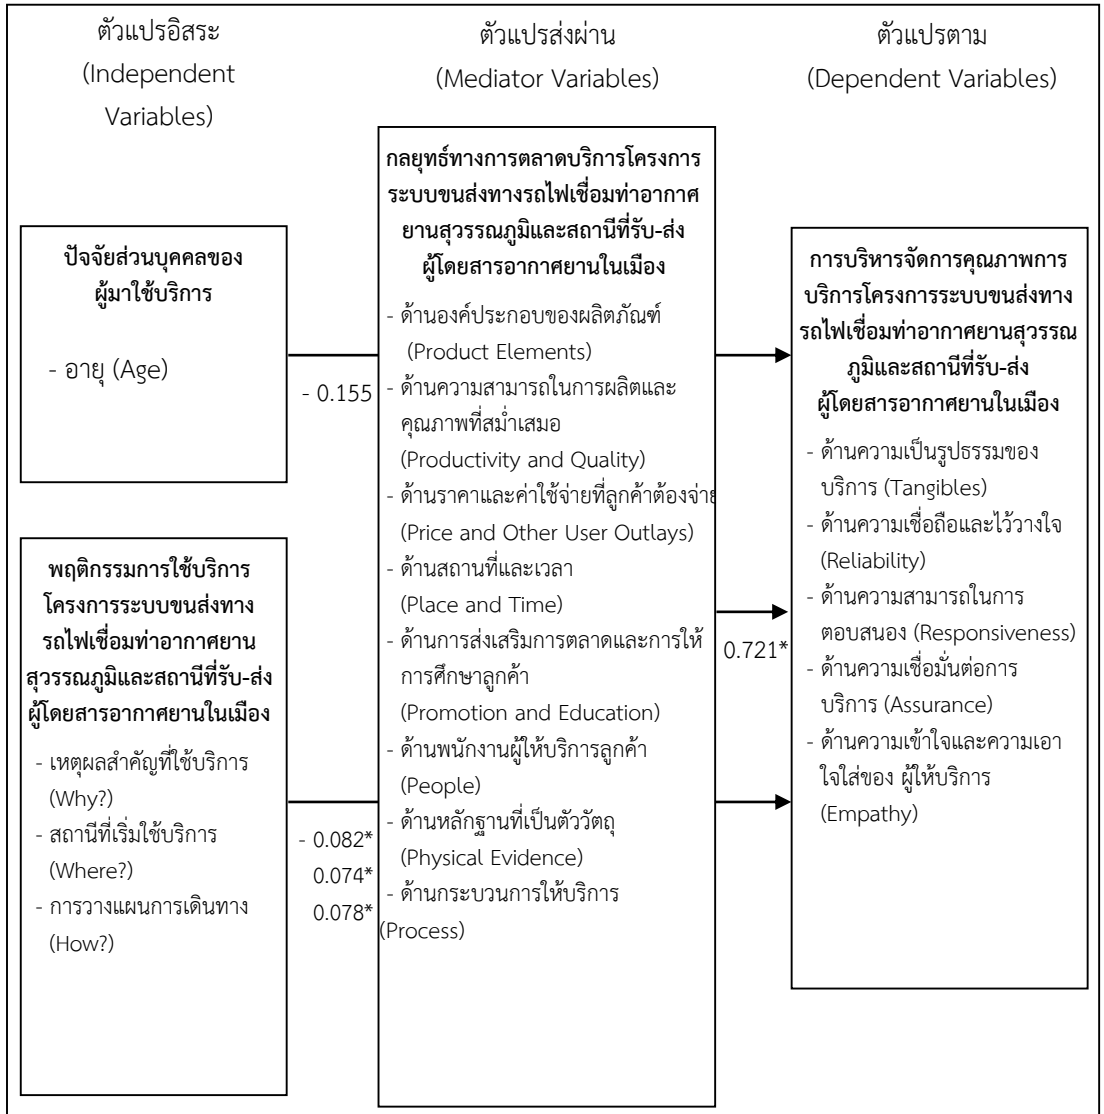 ตัวแปรอิสระ
(Independent
Variables)
ตัวแปรส่งผ่าน
(Mediator Variables)
ตัวแปรตาม
(Dependent Variables)
ปัจจัยส่วนบุคคลของ
ผู้มาใช้บริการ
- อายุ (Age)
พฤติกรรมการใช้บริการ
โครงการระบบขนส่งทาง
รถไฟเชื่อมท่าอากาศยาน
สุวรรณภูมิและสถานีที่รับ-ส่ง
ผู้โดยสารอากาศยานในเมือง
- เหตุผลสำคัญที่ใช้บริการ
(Why?)
- สถานีที่เริ่มใช้บริการ
(Where?)
- การวางแผนการเดินทาง
(How?)
- 0.155
- 0.082*
0.074*
0.078*
กลยุทธ์ทางการตลาดบริการโครงการ
ระบบขนส่งทางรถไฟเชื่อมท่าอากาศ
ยานสุวรรณภูมิและสถานีที่รับ-ส่ง
ผู้โดยสารอากาศยานในเมือง
- ด้านองค์ประกอบของผลิตภัณฑ์
(Product Elements)
- ด้านความสามารถในการผลิตและ
คุณภาพที่สม่ำเสมอ
(Productivity and Quality)
- ด้านราคาและค่าใช้จ่ายที่ลูกค้าต้องจ่าย
(Price and Other User Outlays)
- ด้านสถานที่และเวลา
(Place and Time)
- ด้านการส่งเสริมการตลาดและการให้
การศึกษาลูกค้า
(Promotion and Education)
- ด้านพนักงานผู้ให้บริการลูกค้า
(People)
- ด้านหลักฐานที่เป็นตัววัตถุ
(Physical Evidence)
- ด้านกระบวนการให้บริการ
(Process)
0.721*
การบริหารจัดการคุณภาพการ
บริการโครงการระบบขนส่งทาง
รถไฟเชื่อมท่าอากาศยานสุวรรณ
ภูมิและสถานีที่รับ-ส่ง
ผู้โดยสารอากาศยานในเมือง
- ด้านความเป็นรูปธรรมของ
บริการ (Tangibles)
- ด้านความเชื่อถือและไว้วางใจ
(Reliability)
- ด้านความสามารถในการ
ตอบสนอง (Responsiveness)
- ด้านความเชื่อมั่นต่อการ
บริการ (Assurance)
- ด้านความเข้าใจและความเอา
ใจใส่ของ ผู้ให้บริการ
(Empathy)